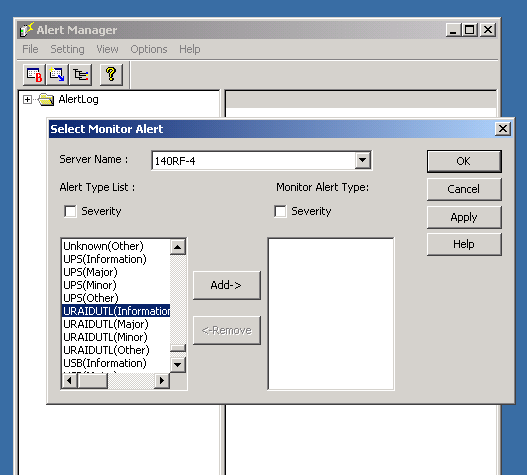 Alert Manager
File Setting View Options Help
AlertLog
Select Monitor Alert
Server Name : 140RF-4
OK
Alert Type List : Monitor Alert Type:
Cancel
Severity Severity
Apply
Help
Unknown(Other)
UPS(Information)
UPS(Major)
UPS(Minor)
UPS(Other)
URAIDUTL(Information
URAIDUTL(Major)
URAIDUTL(Minor)
URAIDUTL(Other)
USB(Information)
Add->
<-Remove